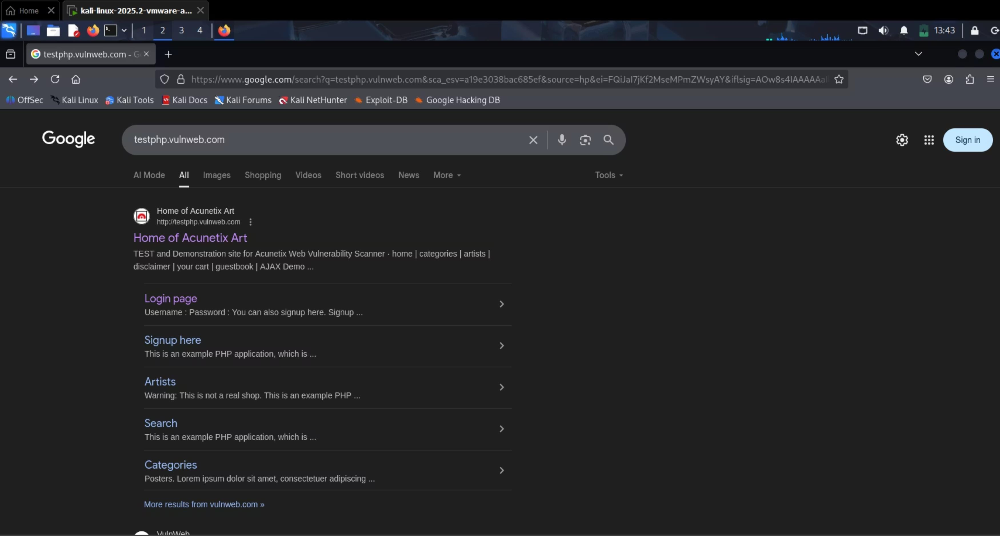 Home
kali-linux-2025.2-vmware-a...
1 2 3 4
13:43
testphp.vulnweb.com - G
https://www.google.com/search?q=testphp.vulnweb.com&sca_esv=a19e3038bac685ef&source=hp&ei=FQiJaI7jKf2MseMPmZWsyAY&iflsig=AOw8s4IAAAAAaI
OffSec Kali Linux Kali Tools Kali Docs Kali Forums Kali NetHunter Exploit-DB Google Hacking DB
Google
testphp.vulnweb.com
Sign in
AI Mode All Images Shopping Videos Short videos News More Tools
Home of Acunetix Art
http://testphp.vulnweb.com
Home of Acunetix Art
TEST and Demonstration site for Acunetix Web Vulnerability Scanner · home | categories | artists |
disclaimer | your cart | guestbook | AJAX Demo ...
Login page
Username : Password : You can also signup here. Signup ...
Signup here
This is an example PHP application, which is ...
Artists
Warning: This is not a real shop. This is an example PHP ...
Search
This is an example PHP application, which is ...
Categories
Posters. Lorem ipsum dolor sit amet, consectetuer adipiscing ...
More results from vulnweb.com »
VulnWeb